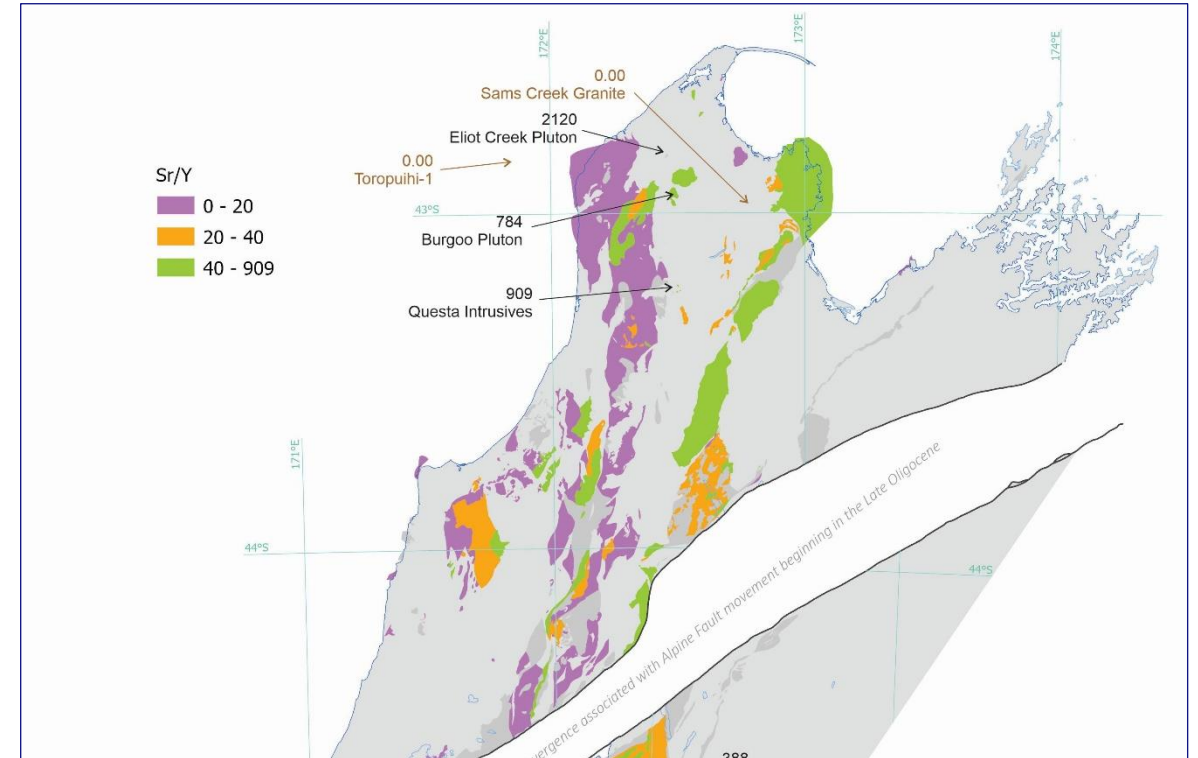 172°E
173°E
174°E
0.00
Sams Creek Granite
2120
Eliot Creek Pluton
0.00
Toropuihi-1
Sr/Y
0 - 20
20 - 40
40 - 909
43°S
784
Burgoo Pluton
909
Questa Intrusives
171°E
44°S
44°S
vergence associated with Alpine Fault movement beginning in the Late Oligocene